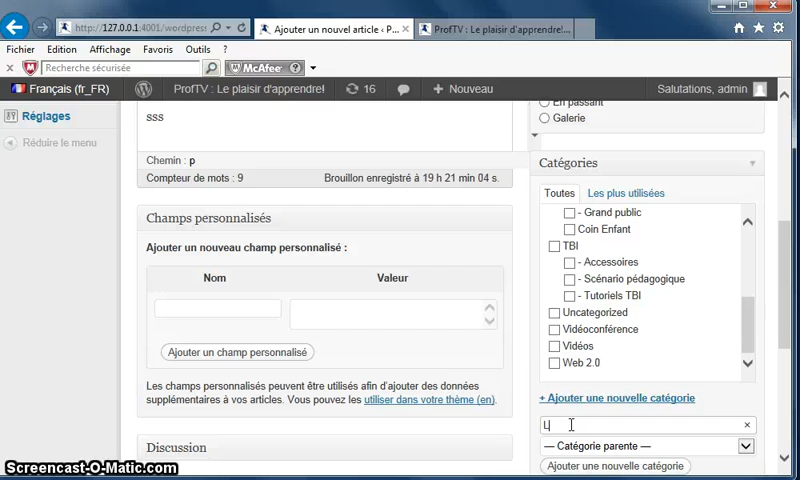 http://127.0.0.1:4001/wordpress
Ajouter un nouvel article < P...
ProfTV : Le plaisir d'apprendre!...
Fichier Edition Affichage Favoris Outils ?
x Recherche sécurisée McAfee ?
Français (fr_FR) ProfTV : Le plaisir d'apprendre! 16 + Nouveau Salutations, admin
Réglages
Réduire le menu
sss
Chemin : p
Compteur de mots : 9 Brouillon enregistré à 19 h 21 min 04 s.
Champs personnalisés
Ajouter un nouveau champ personnalisé :
Nom Valeur
Ajouter un champ personnalisé
Les champs personnalisés peuvent être utilisés afin d'ajouter des données
supplémentaires à vos articles. Vous pouvez les utiliser dans votre thème (en).
Discussion
En passant
Galerie
Catégories
Toutes Les plus utilisées
- Grand public
Coin Enfant
TBI
- Accessoires
- Scénario pédagogique
- Tutoriels TBI
Uncategorized
Vidéoconférence
Vidéos
Web 2.0
+ Ajouter une nouvelle catégorie
— Catégorie parente —
Ajouter une nouvelle catégorie
Screencast-O-Matic.com